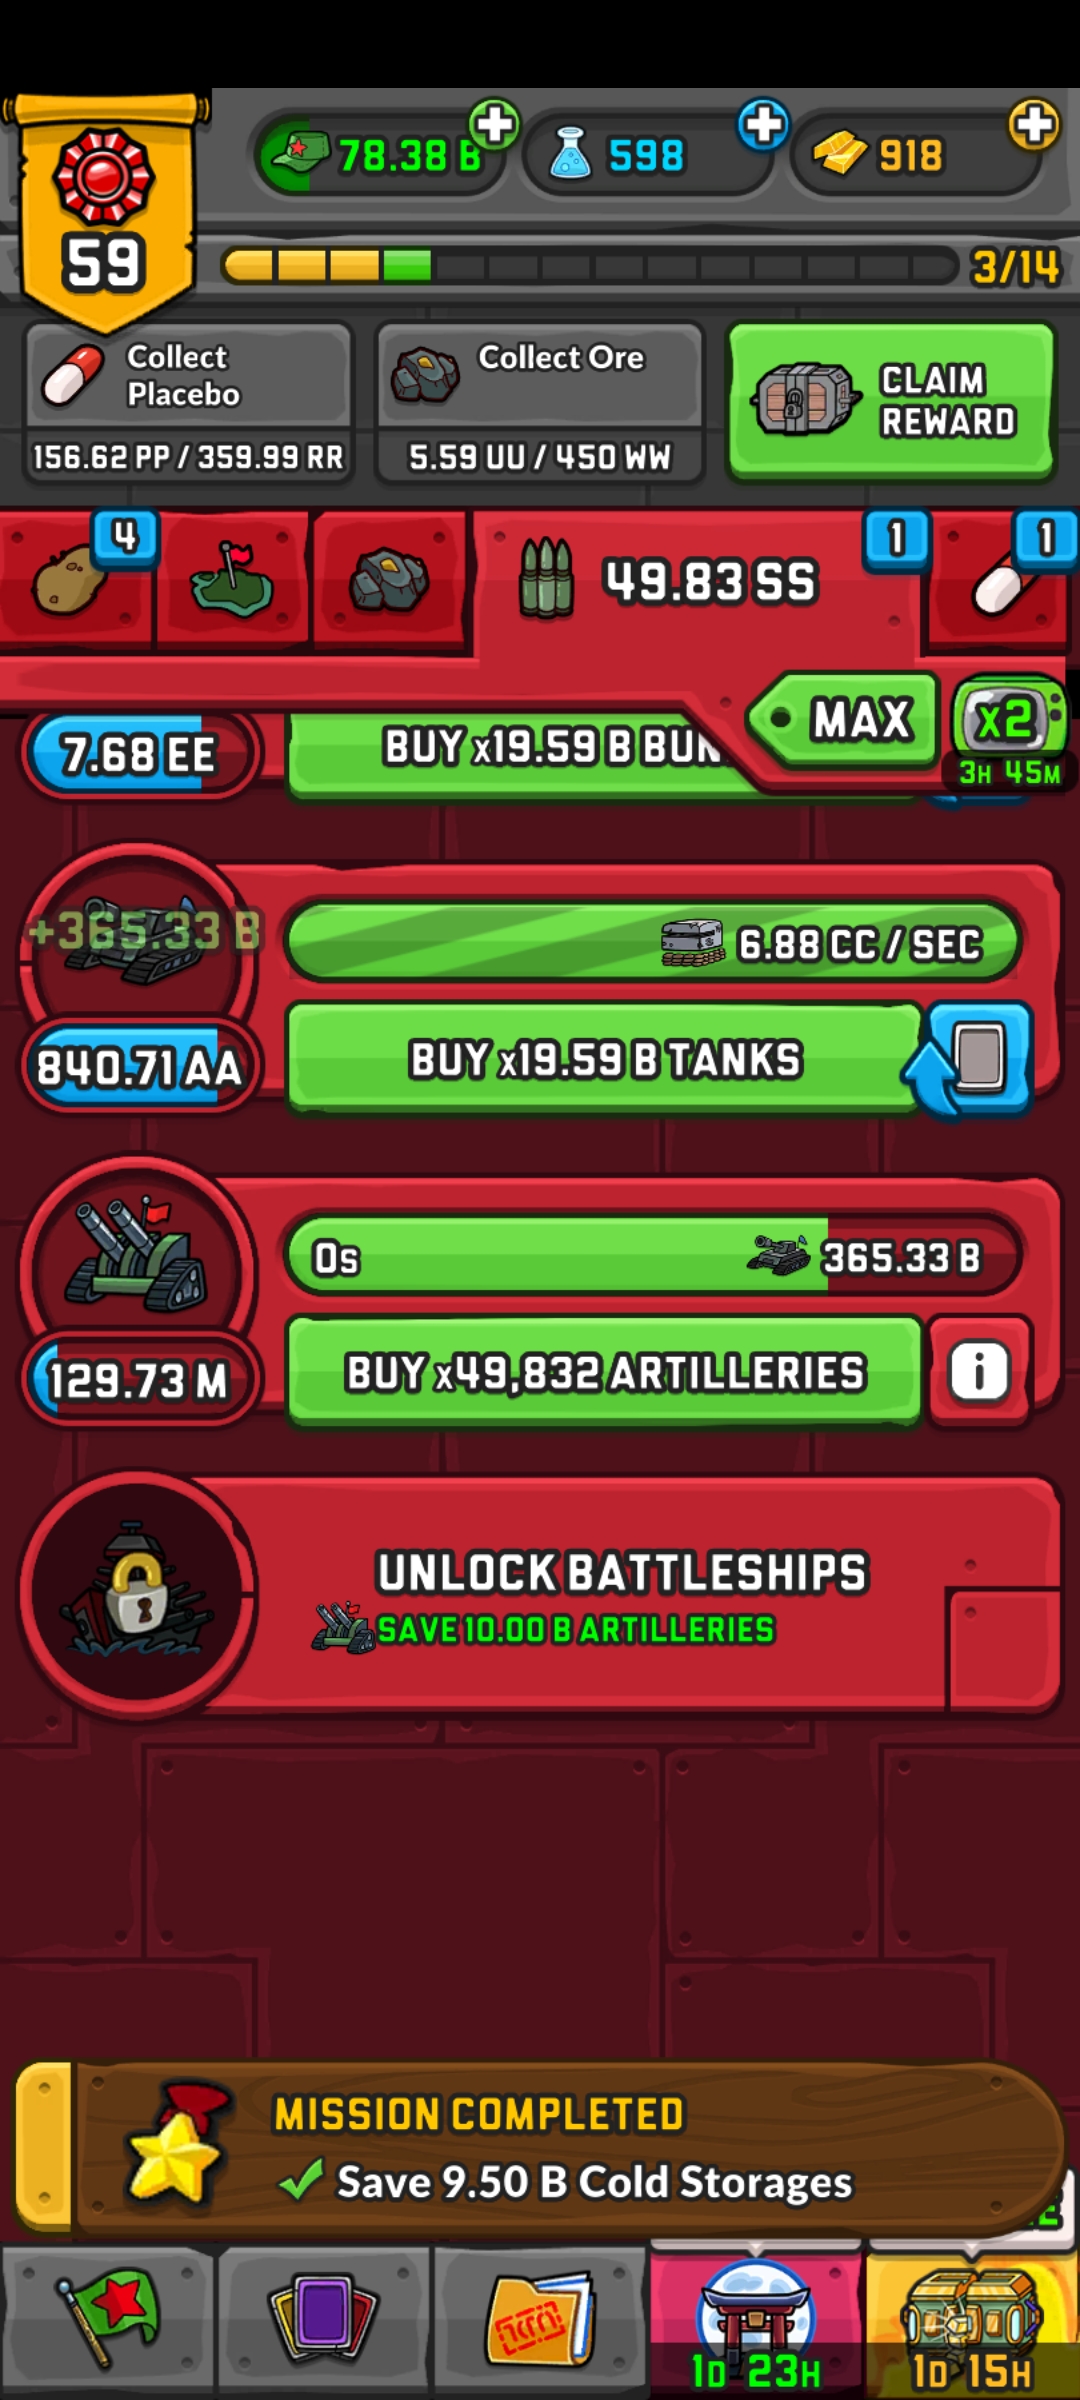 78.38 B
598
918
59
3/14
Collect
Placebo
156.62 PP / 359.99 RR
Collect Ore
5.59 UU / 450 WW
CLAIM
REWARD
4
49.83 SS
1
1
MAX
x2
3H 45M
7.68 EE
BUY x19.59 B BUN
+365.33 B
6.88 CC / SEC
840.71 AA
BUY x19.59 B TANKS
0s
365.33 B
129.73 M
BUY x49,832 ARTILLERIES
i
UNLOCK BATTLESHIPS
SAVE 10.00 B ARTILLERIES
MISSION COMPLETED
Save 9.50 B Cold Storages
1D 23H
1D 15H